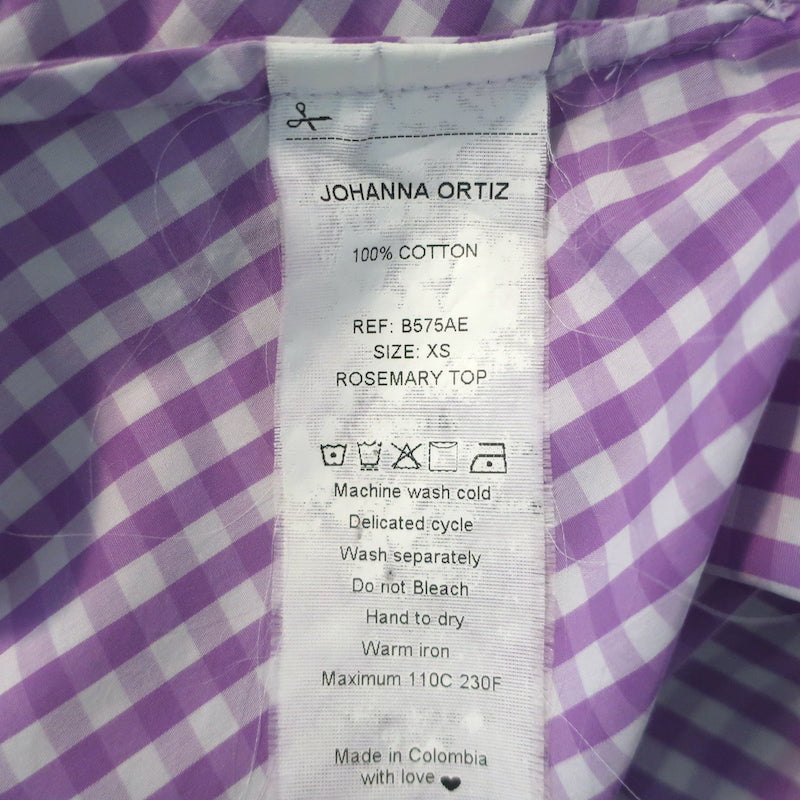 JOHANNA ORTIZ
100% COTTON
REF: B575AE
SIZE: XS
ROSEMARY TOP
Machine wash cold
Delicated cycle
Wash separately
Do not Bleach
Hand to dry
Warm iron
Maximum 110C 230F
Made in Colombia
with love